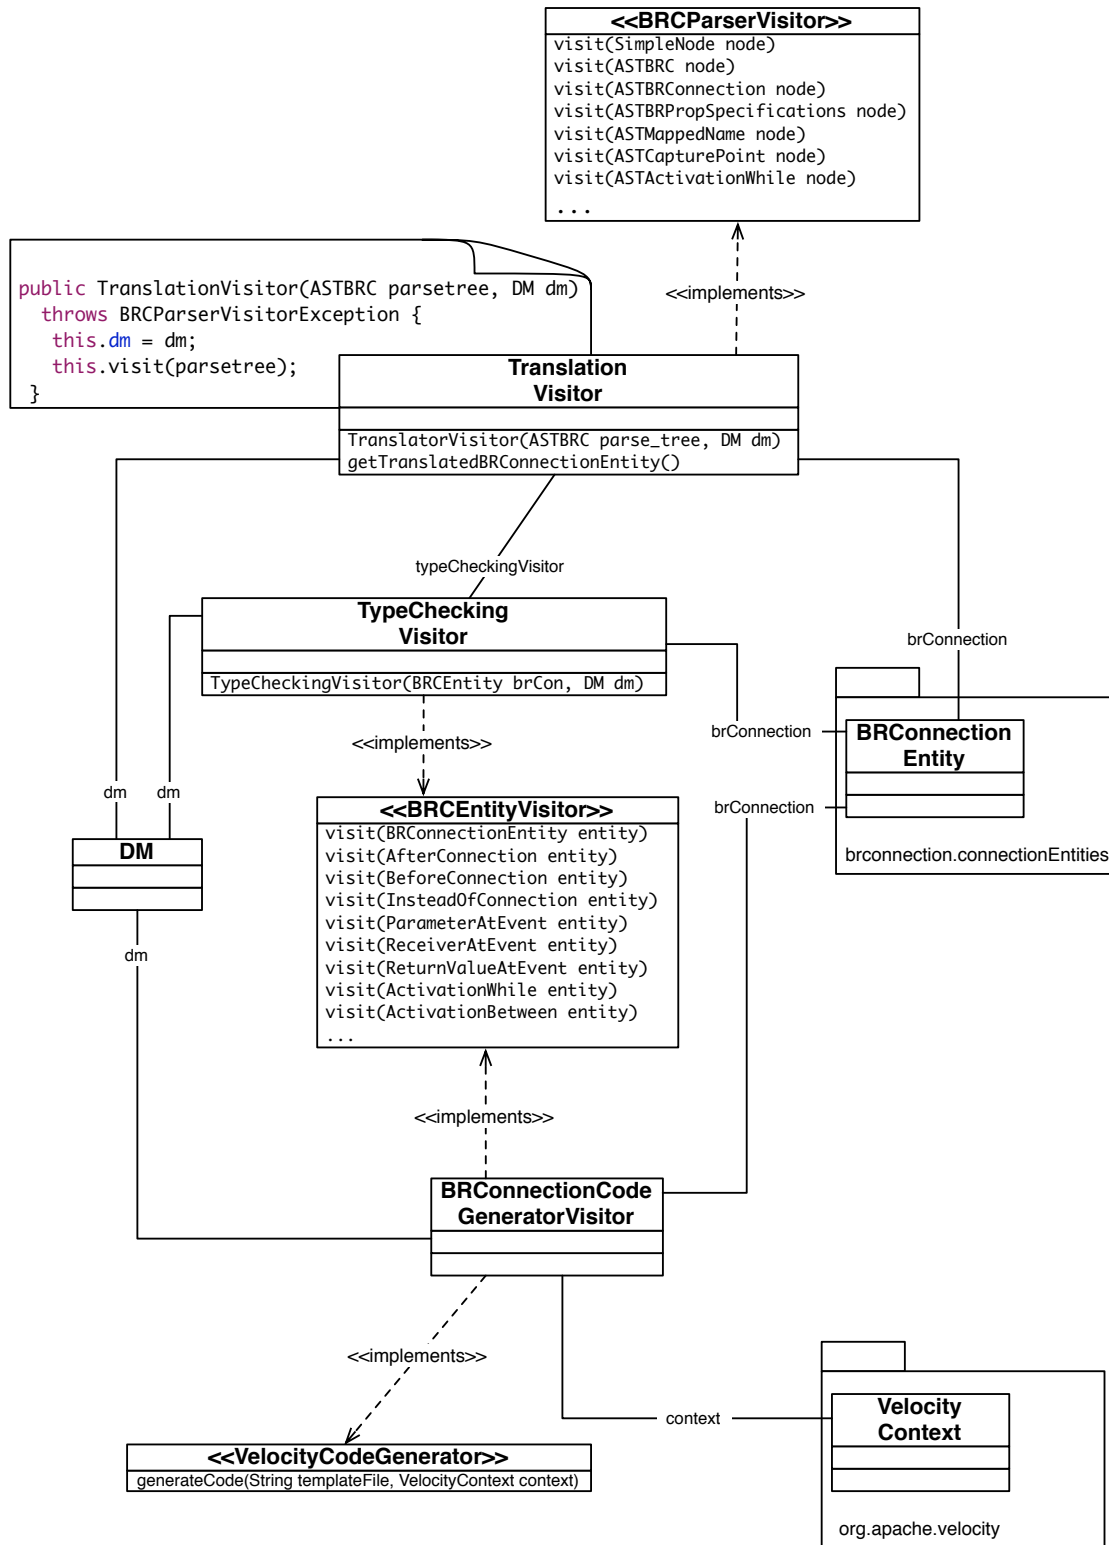 <<BRCParserVisitor>>
visit(SimpleNode node)
visit(ASTBRC node)
visit(ASTBRConnection node)
visit(ASTBRPropSpecifications node)
visit(ASTMappedName node)
visit(ASTCapturePoint node)
visit(ASTActivationWhile node)
...
<<implements>>
public TranslationVisitor(ASTBRC parsetree, DM dm)
throws BRCParserVisitorException {
this.dm = dm;
this.visit(parsetree);
}
Translation
Visitor
TranslatorVisitor(ASTBRC parse_tree, DM dm)
getTranslatedBRConnectionEntity()
typeCheckingVisitor
TypeChecking
Visitor
TypeCheckingVisitor(BRCEntity brCon, DM dm)
brConnection
<<implements>>
brConnection
BRConnection
Entity
dm
dm
brConnection
<<BRCEntityVisitor>>
visit(BRConnectionEntity entity)
visit(AfterConnection entity)
visit(BeforeConnection entity)
visit(InsteadOfConnection entity)
visit(ParameterAtEvent entity)
visit(ReceiverAtEvent entity)
visit(ReturnValueAtEvent entity)
visit(ActivationWhile entity)
visit(ActivationBetween entity)
...
brconnection.connectionEntities
DM
dm
<<implements>>
BRConnectionCode
GeneratorVisitor
<<implements>>
context
Velocity
Context
org.apache.velocity
<<VelocityCodeGenerator>>
generateCode(String templateFile, VelocityContext context)